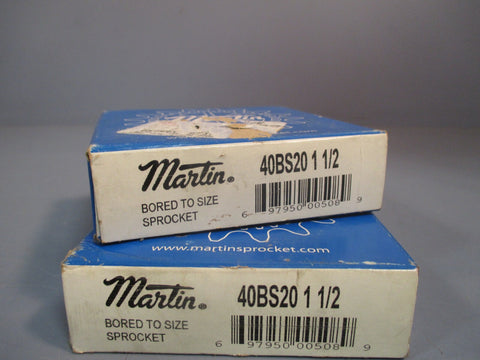 Martin® 40BS20 1 1/2
BORED TO SIZE
SPROCKET
6 97950 00508 9
www.martinsprocket.com
Martin® 40BS20 1 1/2
BORED TO SIZE
SPROCKET
6 97950 00508 9